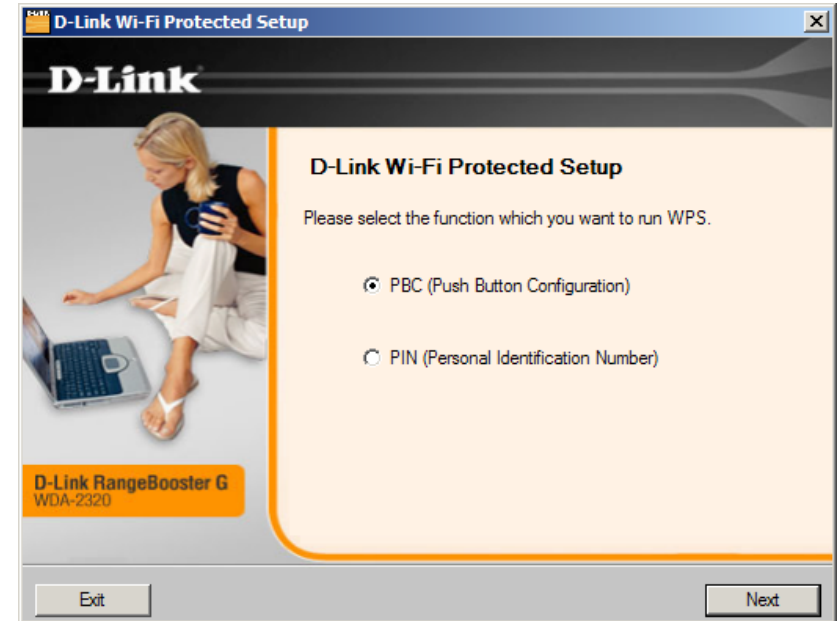 D-Link Wi-Fi Protected Setup
D-Link
D-Link Wi-Fi Protected Setup
Please select the function which you want to run WPS.
PBC (Push Button Configuration)
PIN (Personal Identification Number)
D-Link RangeBooster G
WDA-2320
Exit
Next